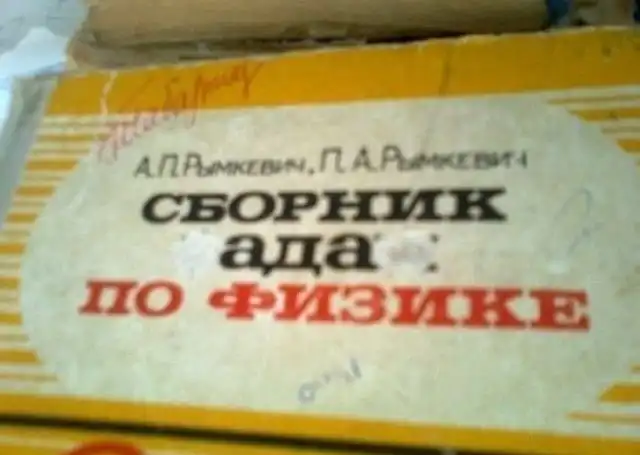 А.П.Рымкевич, П.А.Рымкевич
СБОРНИК
ада
ПО ФИЗИКЕ